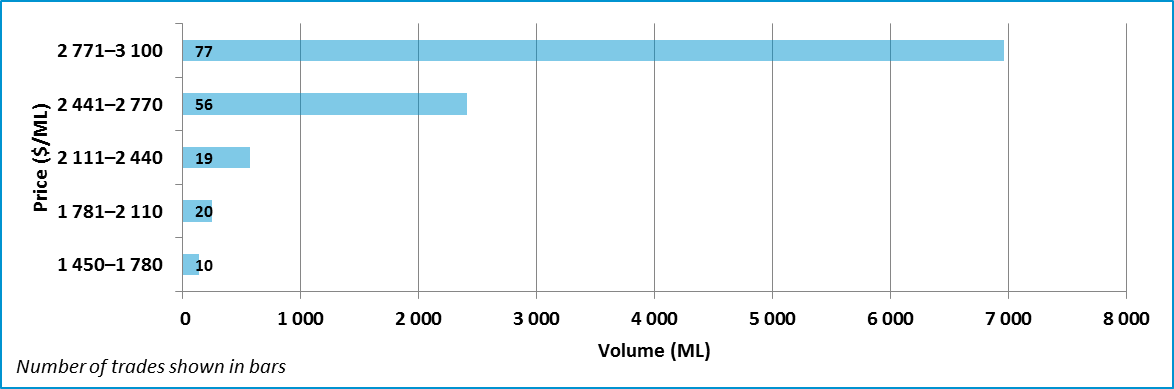 Price ($/ML)
2 771–3 100
77
2 441–2 770
56
2 111–2 440
19
1 781–2 110
20
1 450–1 780
10
0 1 000 2 000 3 000 4 000 5 000 6 000 7 000 8 000
Volume (ML)
Number of trades shown in bars